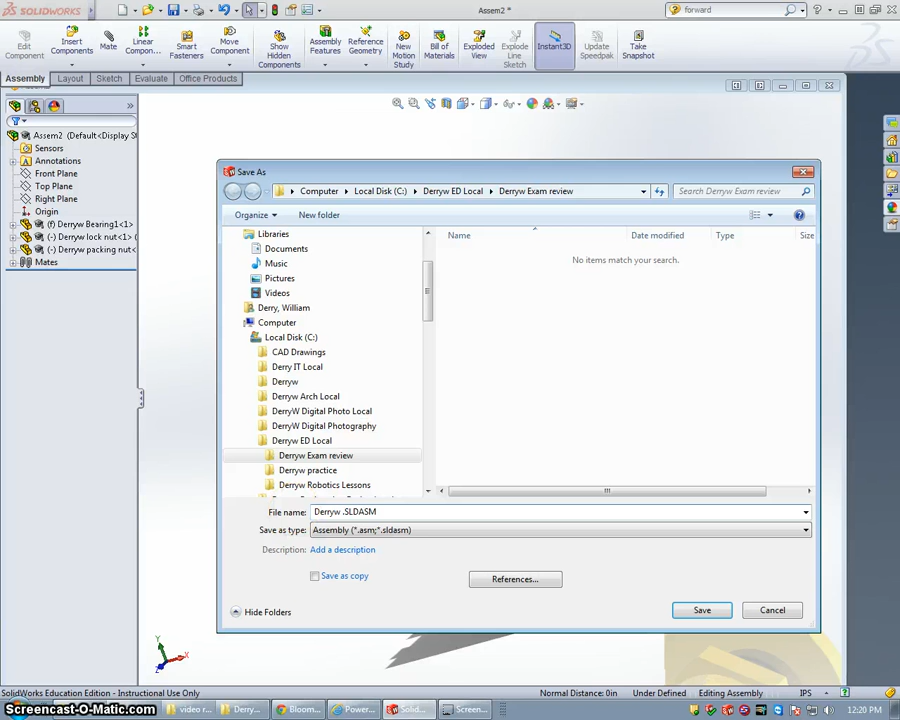 SOLIDWORKS
Assem2 *
forward
Edit Component
Insert Components
Mate
Linear Compon...
Smart Fasteners
Move Component
Show Hidden Components
Assembly Features
Reference Geometry
New Motion Study
Bill of Materials
Exploded View
Explode Line Sketch
Instant3D
Update Speedpak
Take Snapshot
Assembly Layout Sketch Evaluate Office Products
Assem2 (Default<Display St
Sensors
Annotations
Front Plane
Top Plane
Right Plane
Origin
(f) Derryw Bearing1<1> (
(-) Derryw lock nut<1> (
(-) Derryw packing nut<
Mates
Save As
Computer Local Disk (C:) Derryw ED Local Derryw Exam review
Search Derryw Exam review
Organize New folder
Name Date modified Type Size
No items match your search.
Libraries
Documents
Music
Pictures
Videos
Derry, William
Computer
Local Disk (C:)
CAD Drawings
Derry IT Local
Derryw
Derryw Arch Local
DerryW Digital Photo Local
DerryW Digital Photography
Derryw ED Local
Derryw Exam review
Derryw practice
Derryw Robotics Lessons
File name: Derryw .SLDASM
Save as type: Assembly (*.asm;*.sldasm)
Description: Add a description
Save as copy
References...
Hide Folders
Save
Cancel
Y
X
Z
SolidWorks Education Edition - Instructional Use Only
Normal Distance: 0in Under Defined Editing Assembly IPS
Screencast-O-Matic.com
video r...
Derry...
Bloom...
Power...
Solid...
Screen...
12:20 PM